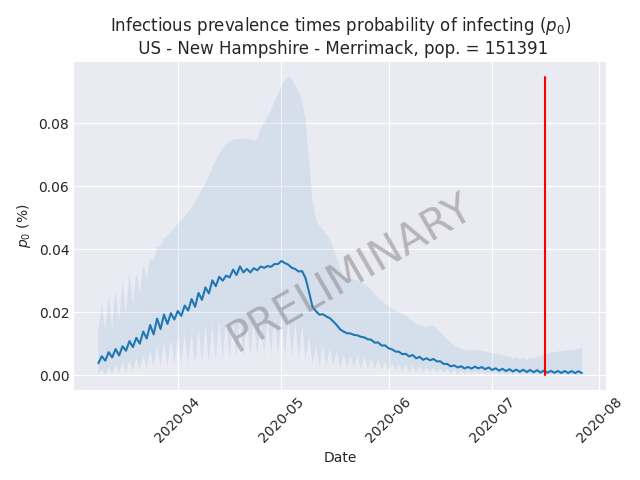 Infectious prevalence times probability of infecting (p₀)
US - New Hampshire - Merrimack, pop. = 151391
0.08
0.06
0.04
0.02
0.00
p₀ (%)
PRELIMINARY
2020-04
2020-05
2020-06
2020-07
2020-08
Date